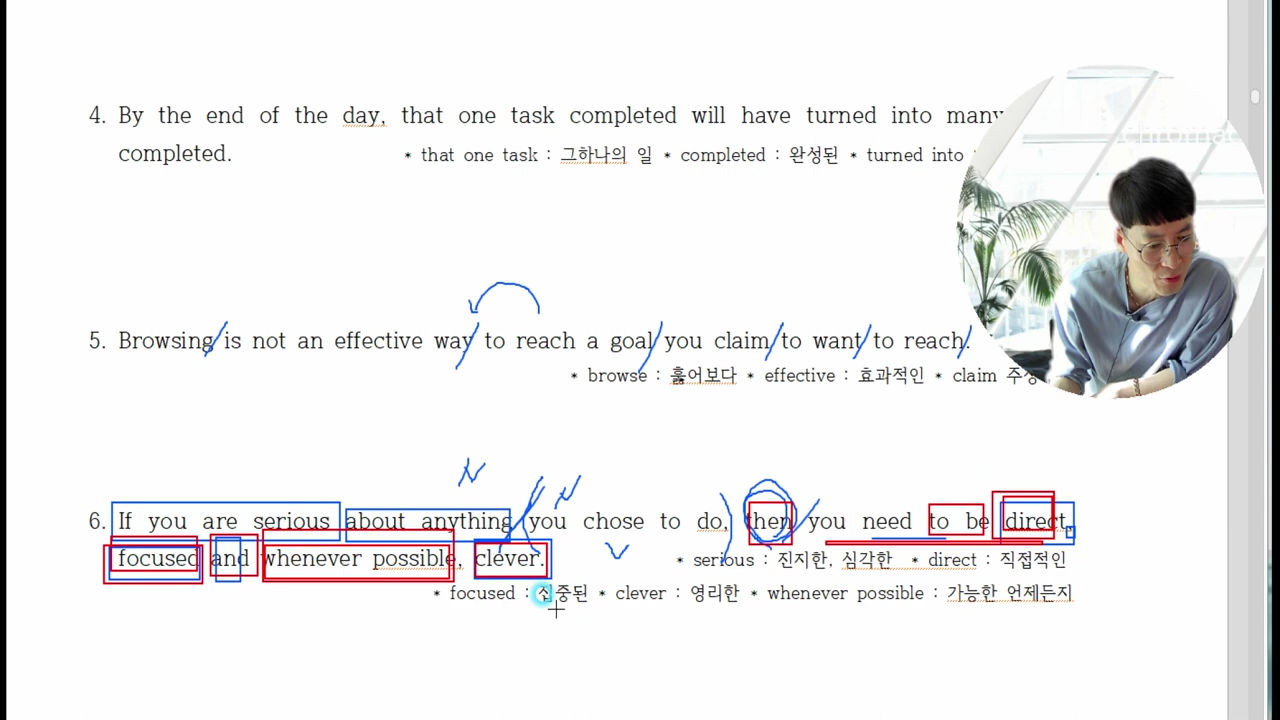 chroma
4. By the end of the day, that one task completed will have turned into many
completed. * that one task : 그하나의 일 * completed : 완성된 * turned into
5. Browsing is not an effective way to reach a goal you claim to want to reach.
* browse : 훑어보다 * effective : 효과적인 * claim
N N
6. If you are serious about anything you chose to do, then you need to be direct,
focused and whenever possible, clever. * serious : 진지한, 심각한 * direct : 직접적인
V
* focused : 집중된 * clever : 영리한 * whenever possible : 가능한 언제든지